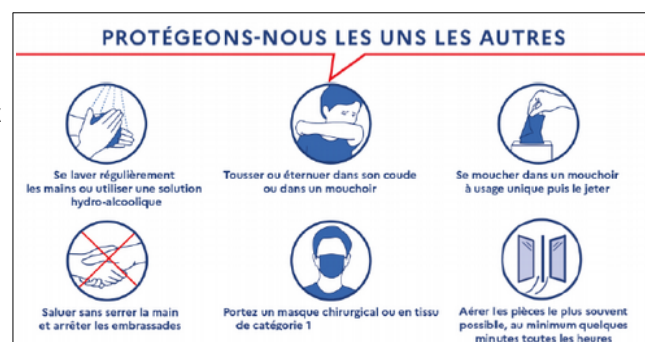 PROTÉGEONS-NOUS LES UNS LES AUTRES
Se laver régulièrement
les mains ou utiliser une solution
hydro-alcoolique
Tousser ou éternuer dans son coude
ou dans un mouchoir
Se moucher dans un mouchoir
à usage unique puis le jeter
Saluer sans serrer la main
et arrêter les embrassades
Portez un masque chirurgical ou en tissu
de catégorie 1
Aérer les pièces le plus souvent
possible, au minimum quelques
minutes toutes les heures